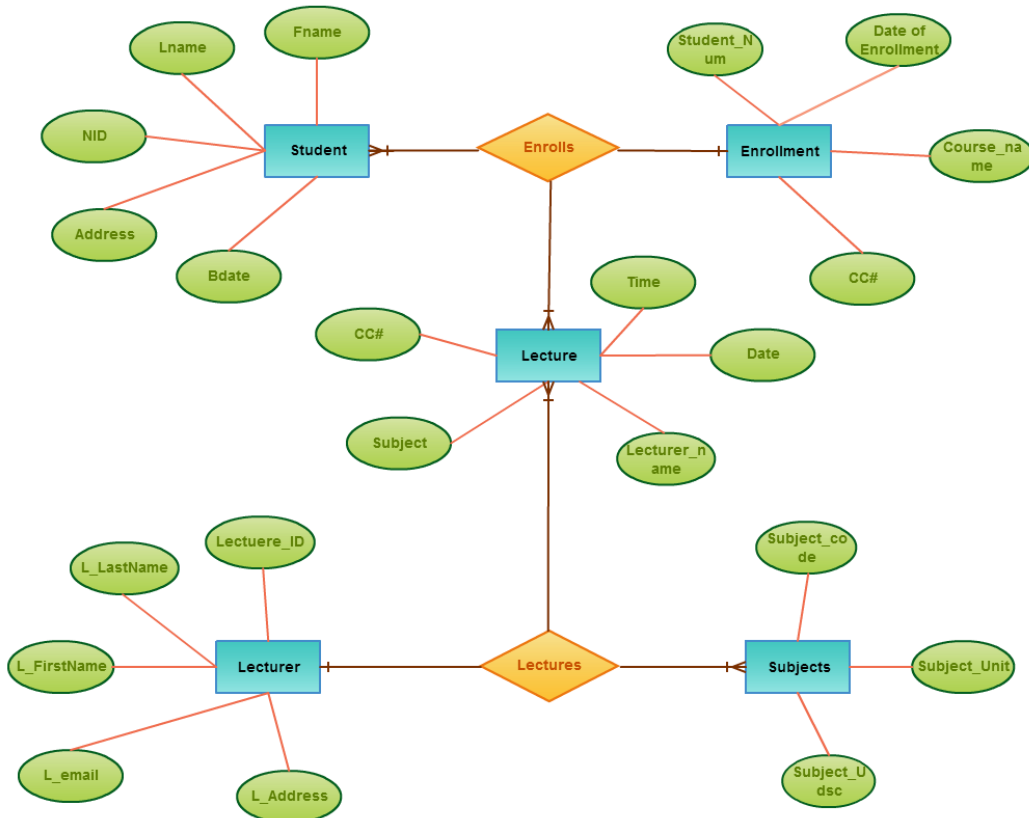 Fname
Lname
Student_N
um
Date of
Enrollment
NID
Student
Enrolls
Enrollment
Course_na
me
Address
Bdate
CC#
Time
CC#
Lecture
Date
Subject
Lecturer_n
ame
Lectuere_ID
L_LastName
Subject_co
de
L_FirstName
Lecturer
Lectures
Subjects
Subject_Unit
L_email
L_Address
Subject_U
dsc